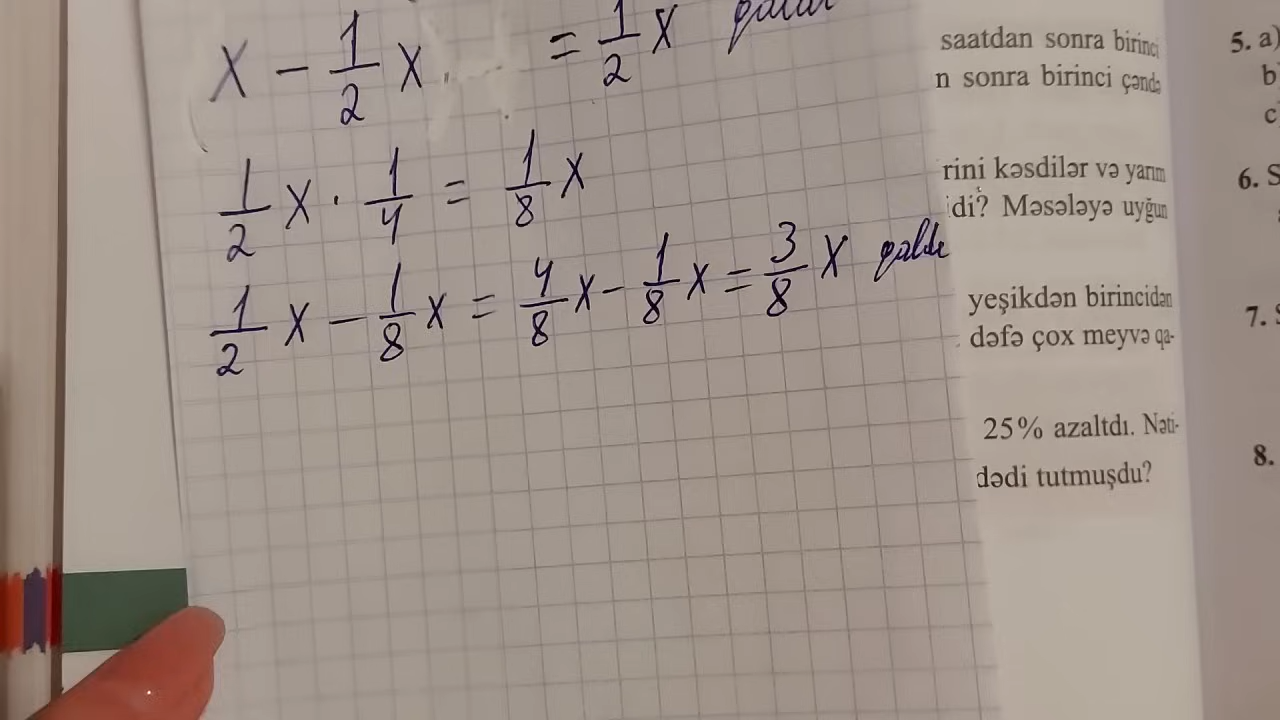 x - 1/2 x = 1/2 x qalar
1/2 x · 1/4 = 1/8 x
1/2 x - 1/8 x = 4/8 x - 1/8 x = 3/8 x qaldı
saatdan sonra birinci
n sonra birinci çəndə
rini kəsdilər və yarım
di? Məsələyə uyğun
yeşikdən birincidən
dəfə çox meyvə qa-
25% azaltdı. Nəti-
dədi tutmuşdu?
5. a)
b
c
6. S
7. S
8.